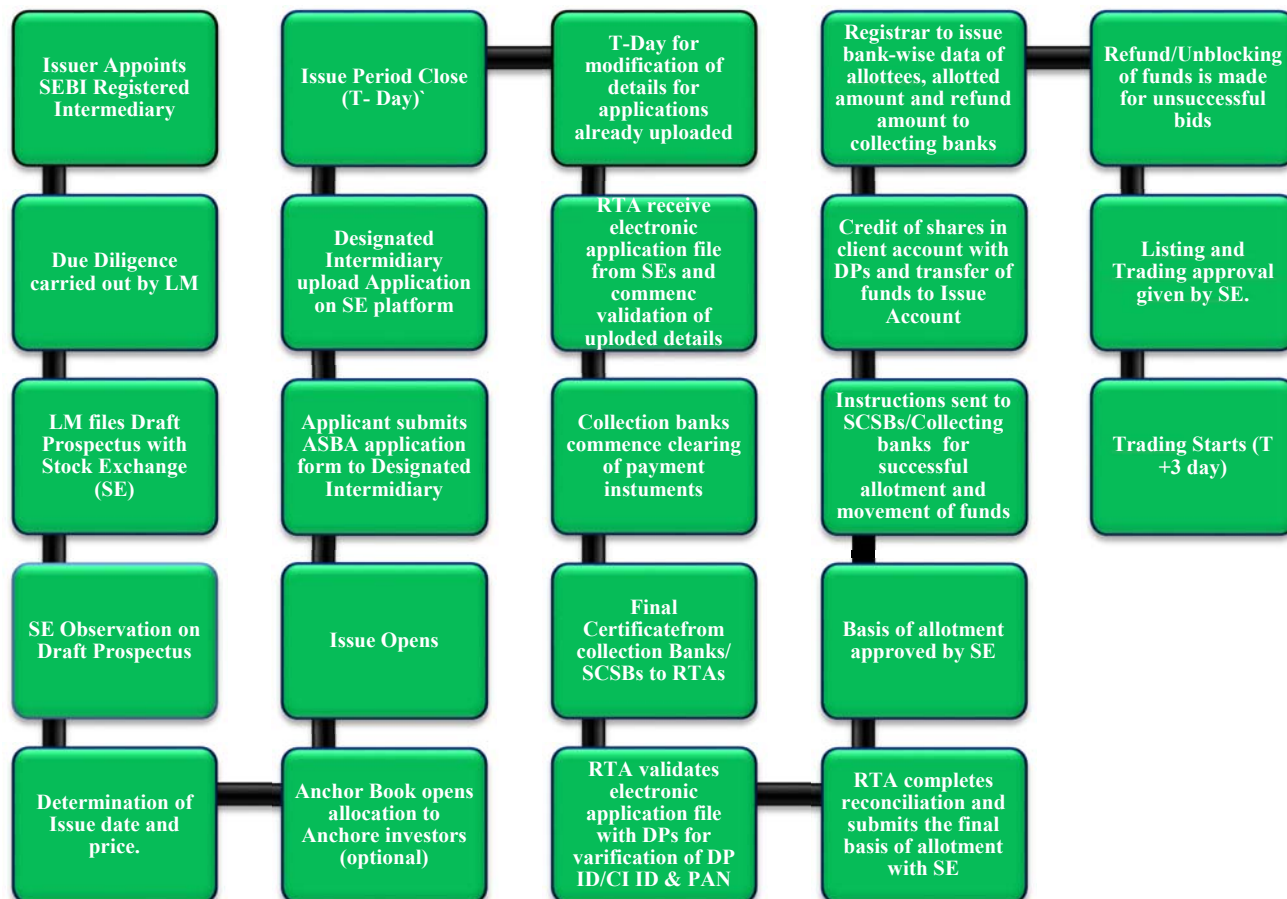 Issuer Appoints
SEBI Registered
Intermediary
Due Diligence
carried out by LM
LM files Draft
Prospectus with
Stock Exchange
(SE)
SE Observation on
Draft Prospectus
Determination of
Issue date and
price.
Anchor Book opens
allocation to
Anchore investors
(optional)
Issue Opens
Applicant submits
ASBA application
form to Designated
Intermidiary
Designated
Intermidiary
upload Application
on SE platform
Issue Period Close
(T- Day)`
T-Day for
modification of
details for
applications
already uploaded
RTA receive
electronic
application file
from SEs and
commenc
validation of
uploded details
Collection banks
commence clearing
of payment
instuments
Final
Certificatefrom
collection Banks/
SCSBs to RTAs
RTA validates
electronic
application file
with DPs for
varification of DP
ID/CI ID & PAN
RTA completes
reconciliation and
submits the final
basis of allotment
with SE
Basis of allotment
approved by SE
Instructions sent to
SCSBs/Collecting
banks for
successful
allotment and
movement of funds
Credit of shares in
client account with
DPs and transfer of
funds to Issue
Account
Registrar to issue
bank-wise data of
allottees, allotted
amount and refund
amount to
collecting banks
Refund/Unblocking
of funds is made
for unsuccessful
bids
Listing and
Trading approval
given by SE.
Trading Starts (T
+3 day)